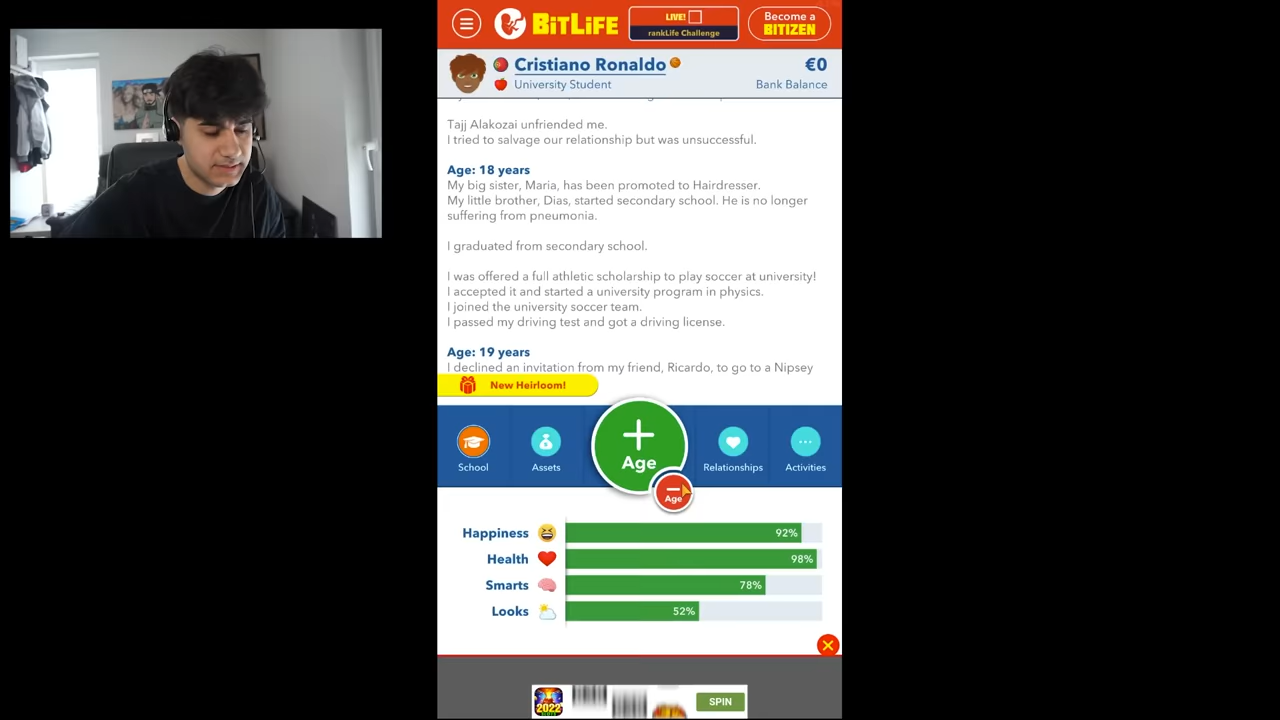 BitLife
LIVE!
rankLife Challenge
Become a
BITIZEN
Cristiano Ronaldo
€0
University Student
Bank Balance
Tajj Alakozai unfriended me.
I tried to salvage our relationship but was unsuccessful.
Age: 18 years
My big sister, Maria, has been promoted to Hairdresser.
My little brother, Dias, started secondary school. He is no longer
suffering from pneumonia.
I graduated from secondary school.
I was offered a full athletic scholarship to play soccer at university!
I accepted it and started a university program in physics.
I joined the university soccer team.
I passed my driving test and got a driving license.
Age: 19 years
I declined an invitation from my friend, Ricardo, to go to a Nipsey
New Heirloom!
School
Assets
+
Age
Relationships
Activities
Age
Happiness 92%
Health 98%
Smarts 78%
Looks 52%
2022
SPIN